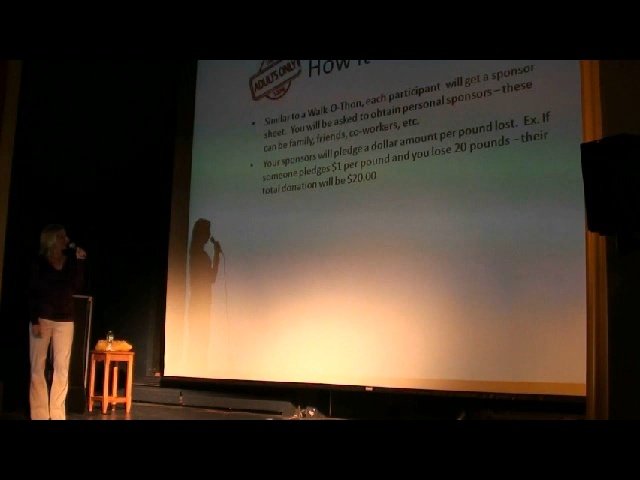 ADULTS ONLY
How it
• Similar to a Walk O-Thon, each participant will get a sponsor
sheet. You will be asked to obtain personal sponsors – these
can be family, friends, co-workers, etc.
• Your sponsors will pledge a dollar amount per pound lost. Ex. If
someone pledges $1 per pound and you lose 20 pounds – their
total donation will be $20.00